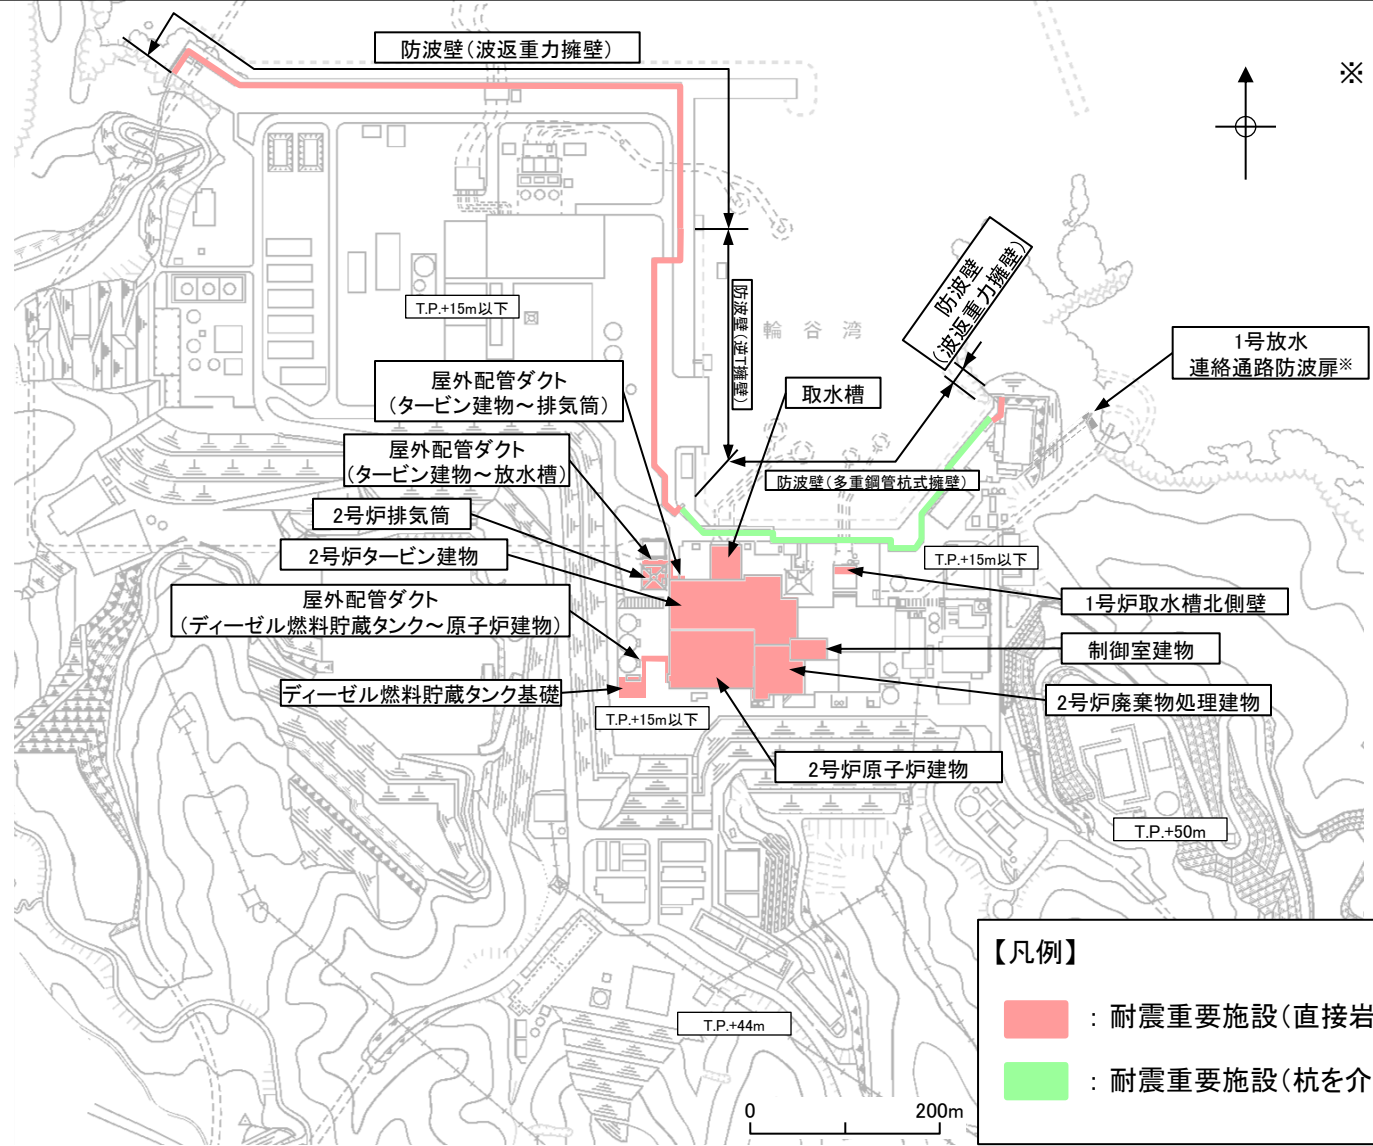 防波壁(波返重力擁壁)
※
防波壁
(波返重力擁壁)
T.P.+15m以下
防波壁(逆T擁壁)
輪谷湾
1号放水
連絡通路防波扉※
屋外配管ダクト
(タービン建物～排気筒)
取水槽
屋外配管ダクト
(タービン建物～放水槽)
防波壁(多重鋼管杭式擁壁)
2号炉排気筒
2号炉タービン建物
T.P.+15m以下
屋外配管ダクト
(ディーゼル燃料貯蔵タンク～原子炉建物)
1号炉取水槽北側壁
制御室建物
ディーゼル燃料貯蔵タンク基礎
2号炉廃棄物処理建物
T.P.+15m以下
2号炉原子炉建物
T.P.+50m
T.P.+44m
【凡例】
：耐震重要施設(直接岩
：耐震重要施設(杭を介
0 200m